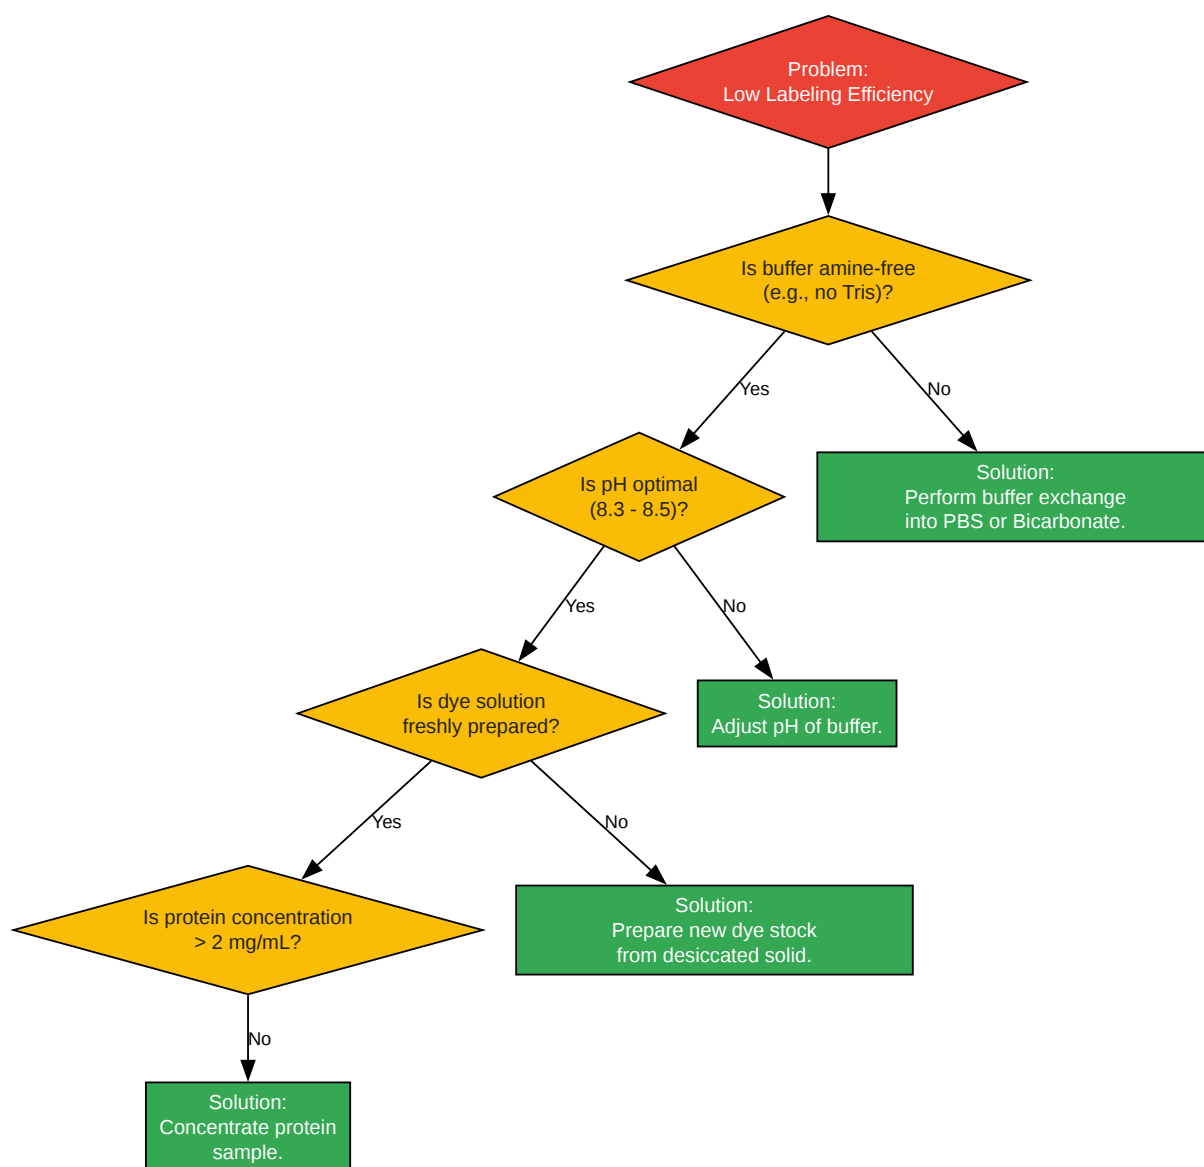 Problem:
Low Labeling Efficiency
Is buffer amine-free
(e.g., no Tris)?
Yes
No
Is pH optimal
(8.3 - 8.5)?
Solution:
Perform buffer exchange
into PBS or Bicarbonate.
Yes
No
Is dye solution
freshly prepared?
Solution:
Adjust pH of buffer.
Yes
No
Is protein concentration
> 2 mg/mL?
Solution:
Prepare new dye stock
from desiccated solid.
No
Solution:
Concentrate protein
sample.